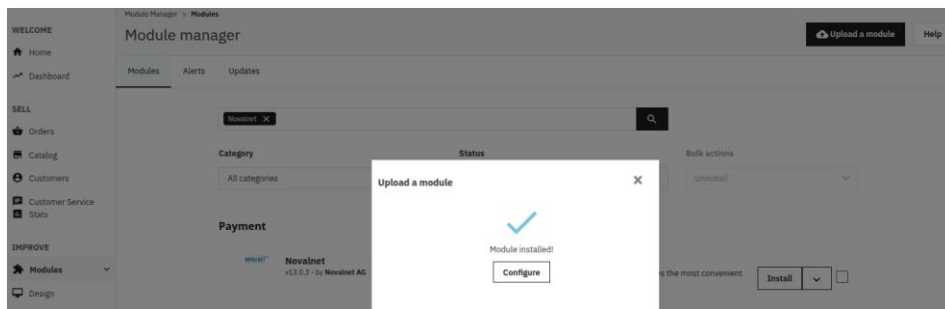 Module Manager > Modules
Module manager
Upload a module
Help
WELCOME
Home
Dashboard
SELL
Orders
Catalog
Customers
Customer Service
Stats
IMPROVE
Modules
Design
Modules Alerts Updates
Novalnet X
Category
All categories
Status
Bulk actions
Uninstall
Payment
Novalnet
v13.0.2 - by Novalnet AG
s the most convenient
Install
Upload a module
Module installed!
Configure